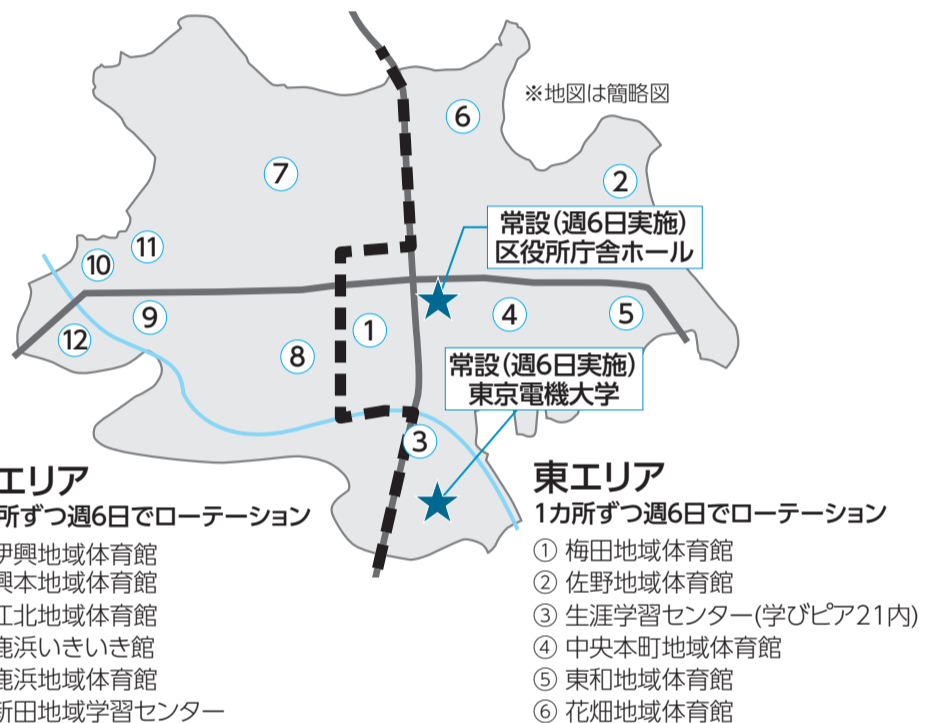 ※地図は簡略図
⑥
⑦
②
常設(週6日実施)
区役所庁舎ホール
⑪
⑩
⑨
①
④
⑤
⑫
⑧
常設(週6日実施)
東京電機大学
③
エリア
所ずつ週6日でローテーション
伊興地域体育館
興本地域体育館
江北地域体育館
鹿浜いきいき館
鹿浜地域体育館
新田地域学習センター
東エリア
1カ所ずつ週6日でローテーション
① 梅田地域体育館
② 佐野地域体育館
③ 生涯学習センター(学びピア21内)
④ 中央本町地域体育館
⑤ 東和地域体育館
⑥ 花畑地域体育館